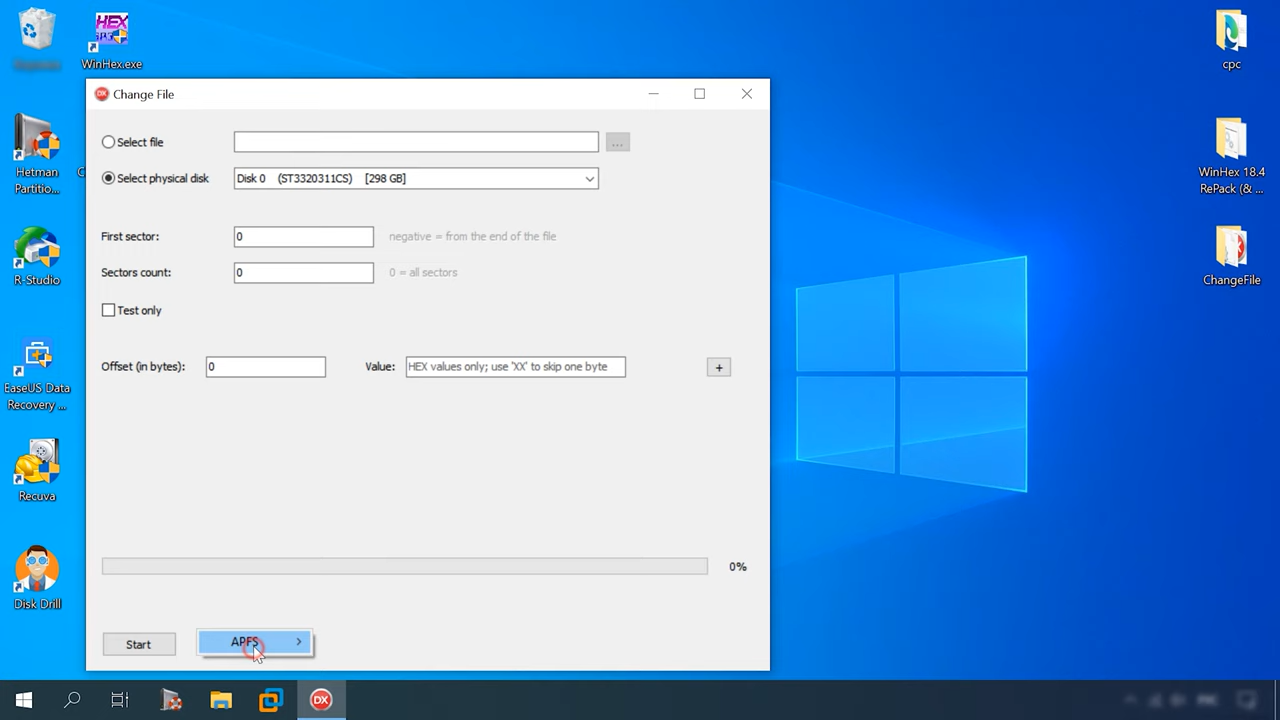 WinHex.exe
cpc
Hetman
Partitio...
WinHex 18.4
RePack (& ...
R-Studio
ChangeFile
EaseUS Data
Recovery ...
Recuva
Disk Drill
Change File
Select file
...
Select physical disk
Disk 0 (ST3320311CS) [298 GB]
First sector:
0
negative = from the end of the file
Sectors count:
0
0 = all sectors
Test only
Offset (in bytes):
0
Value:
HEX values only; use 'XX' to skip one byte
+
0%
Start
APFS
DX